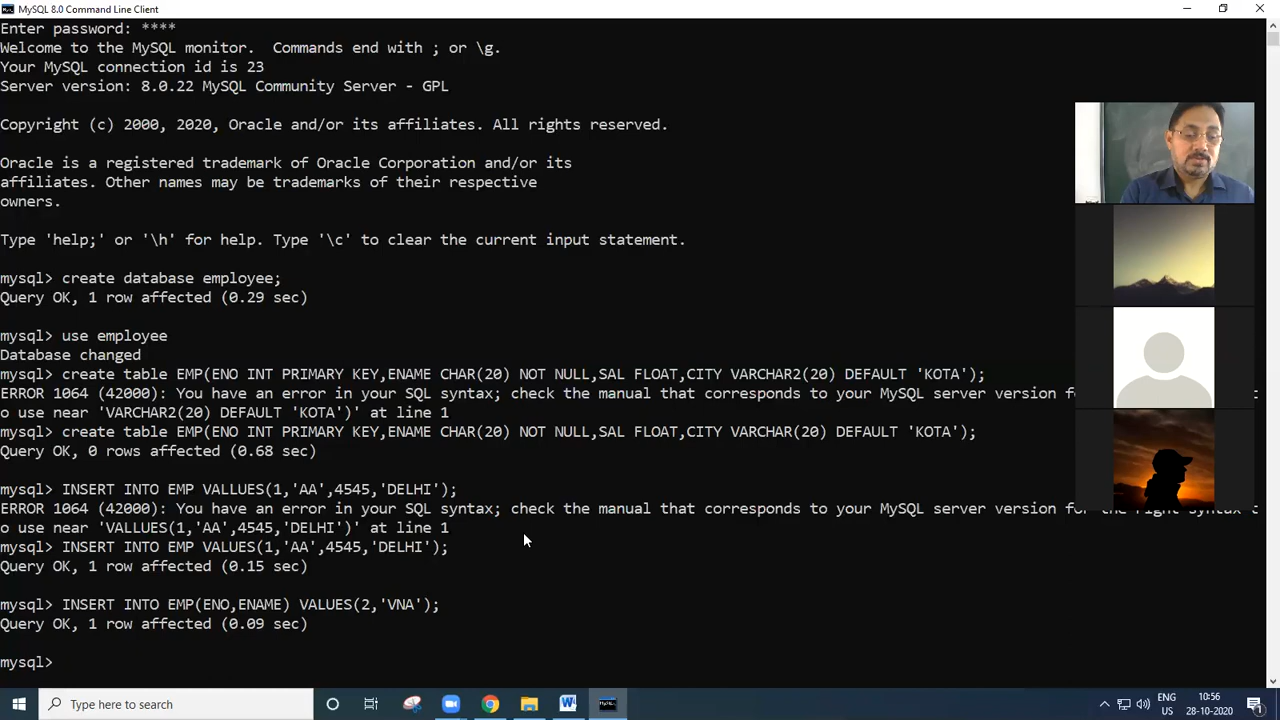 MySQL 8.0 Command Line Client
Enter password: ****
Welcome to the MySQL monitor.  Commands end with ; or \g.
Your MySQL connection id is 23
Server version: 8.0.22 MySQL Community Server - GPL
Copyright (c) 2000, 2020, Oracle and/or its affiliates. All rights reserved.
Oracle is a registered trademark of Oracle Corporation and/or its
affiliates. Other names may be trademarks of their respective
owners.
Type 'help;' or '\h' for help. Type '\c' to clear the current input statement.
mysql> create database employee;
Query OK, 1 row affected (0.29 sec)
mysql> use employee
Database changed
mysql> create table EMP(ENO INT PRIMARY KEY,ENAME CHAR(20) NOT NULL,SAL FLOAT,CITY VARCHAR2(20) DEFAULT 'KOTA');
ERROR 1064 (42000): You have an error in your SQL syntax; check the manual that corresponds to your MySQL server version fo
o use near 'VARCHAR2(20) DEFAULT 'KOTA')' at line 1
mysql> create table EMP(ENO INT PRIMARY KEY,ENAME CHAR(20) NOT NULL,SAL FLOAT,CITY VARCHAR(20) DEFAULT 'KOTA');
Query OK, 0 rows affected (0.68 sec)
mysql> INSERT INTO EMP VALLUES(1,'AA',4545,'DELHI');
ERROR 1064 (42000): You have an error in your SQL syntax; check the manual that corresponds to your MySQL server version for the right syntax t
o use near 'VALLUES(1,'AA',4545,'DELHI')' at line 1
mysql> INSERT INTO EMP VALUES(1,'AA',4545,'DELHI');
Query OK, 1 row affected (0.15 sec)
mysql> INSERT INTO EMP(ENO,ENAME) VALUES(2,'VNA');
Query OK, 1 row affected (0.09 sec)
mysql>
Type here to search
ENG
US
10:56
28-10-2020